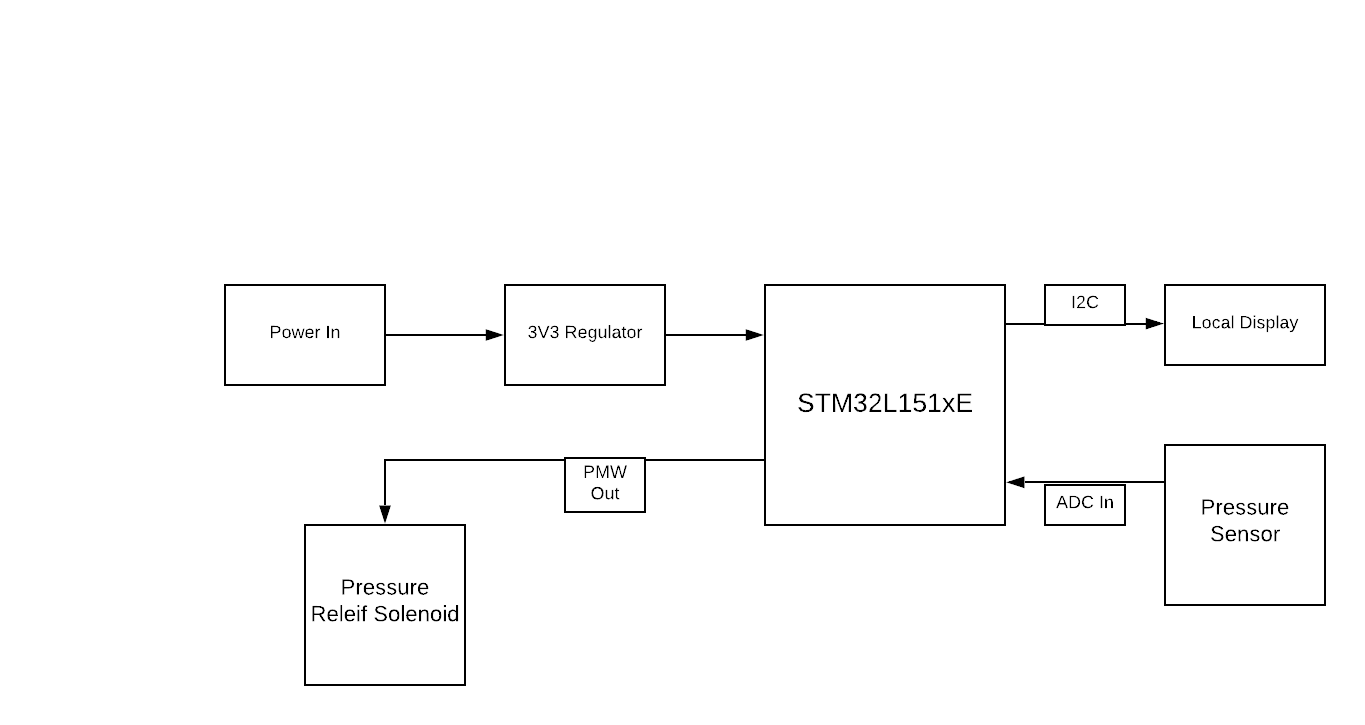 Power In
3V3 Regulator
STM32L151xE
I2C
Local Display
PMW
Out
ADC In
Pressure
Sensor
Pressure
Releif Solenoid